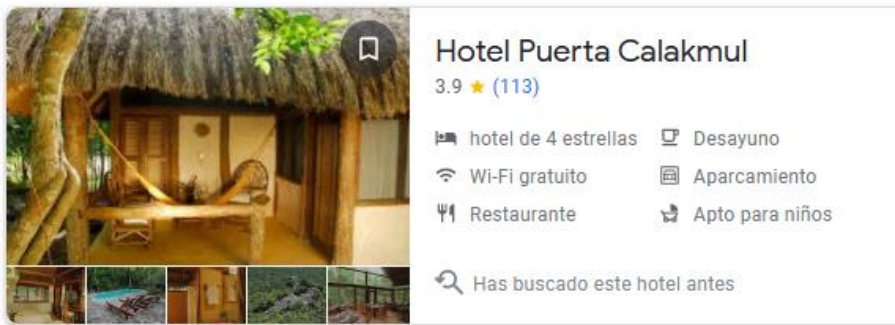 Hotel Puerta Calakmul
3.9 ★ (113)
hotel de 4 estrellas Desayuno
Wi-Fi gratuito Aparcamiento
Restaurante Apto para niños
Has buscado este hotel antes